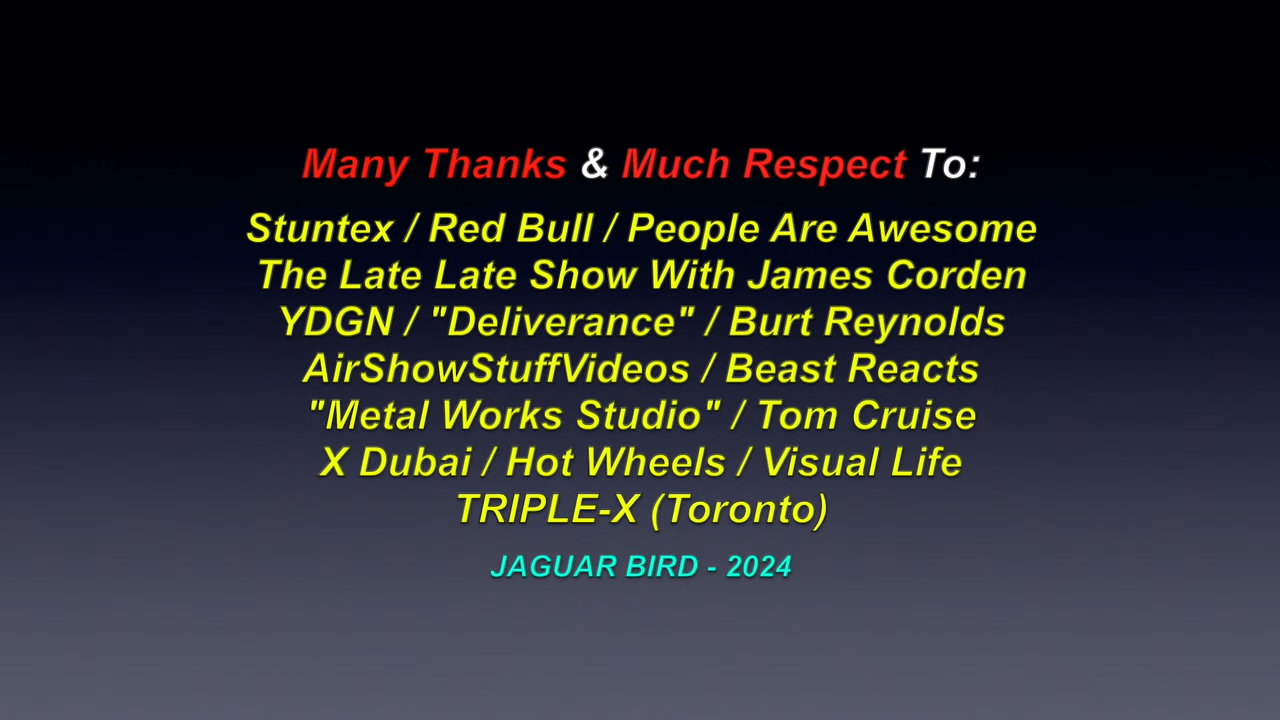 Many Thanks & Much Respect To:
Stuntex / Red Bull / People Are Awesome
The Late Late Show With James Corden
YDGN / "Deliverance" / Burt Reynolds
AirShowStuffVideos / Beast Reacts
"Metal Works Studio" / Tom Cruise
X Dubai / Hot Wheels / Visual Life
TRIPLE-X (Toronto)
JAGUAR BIRD - 2024